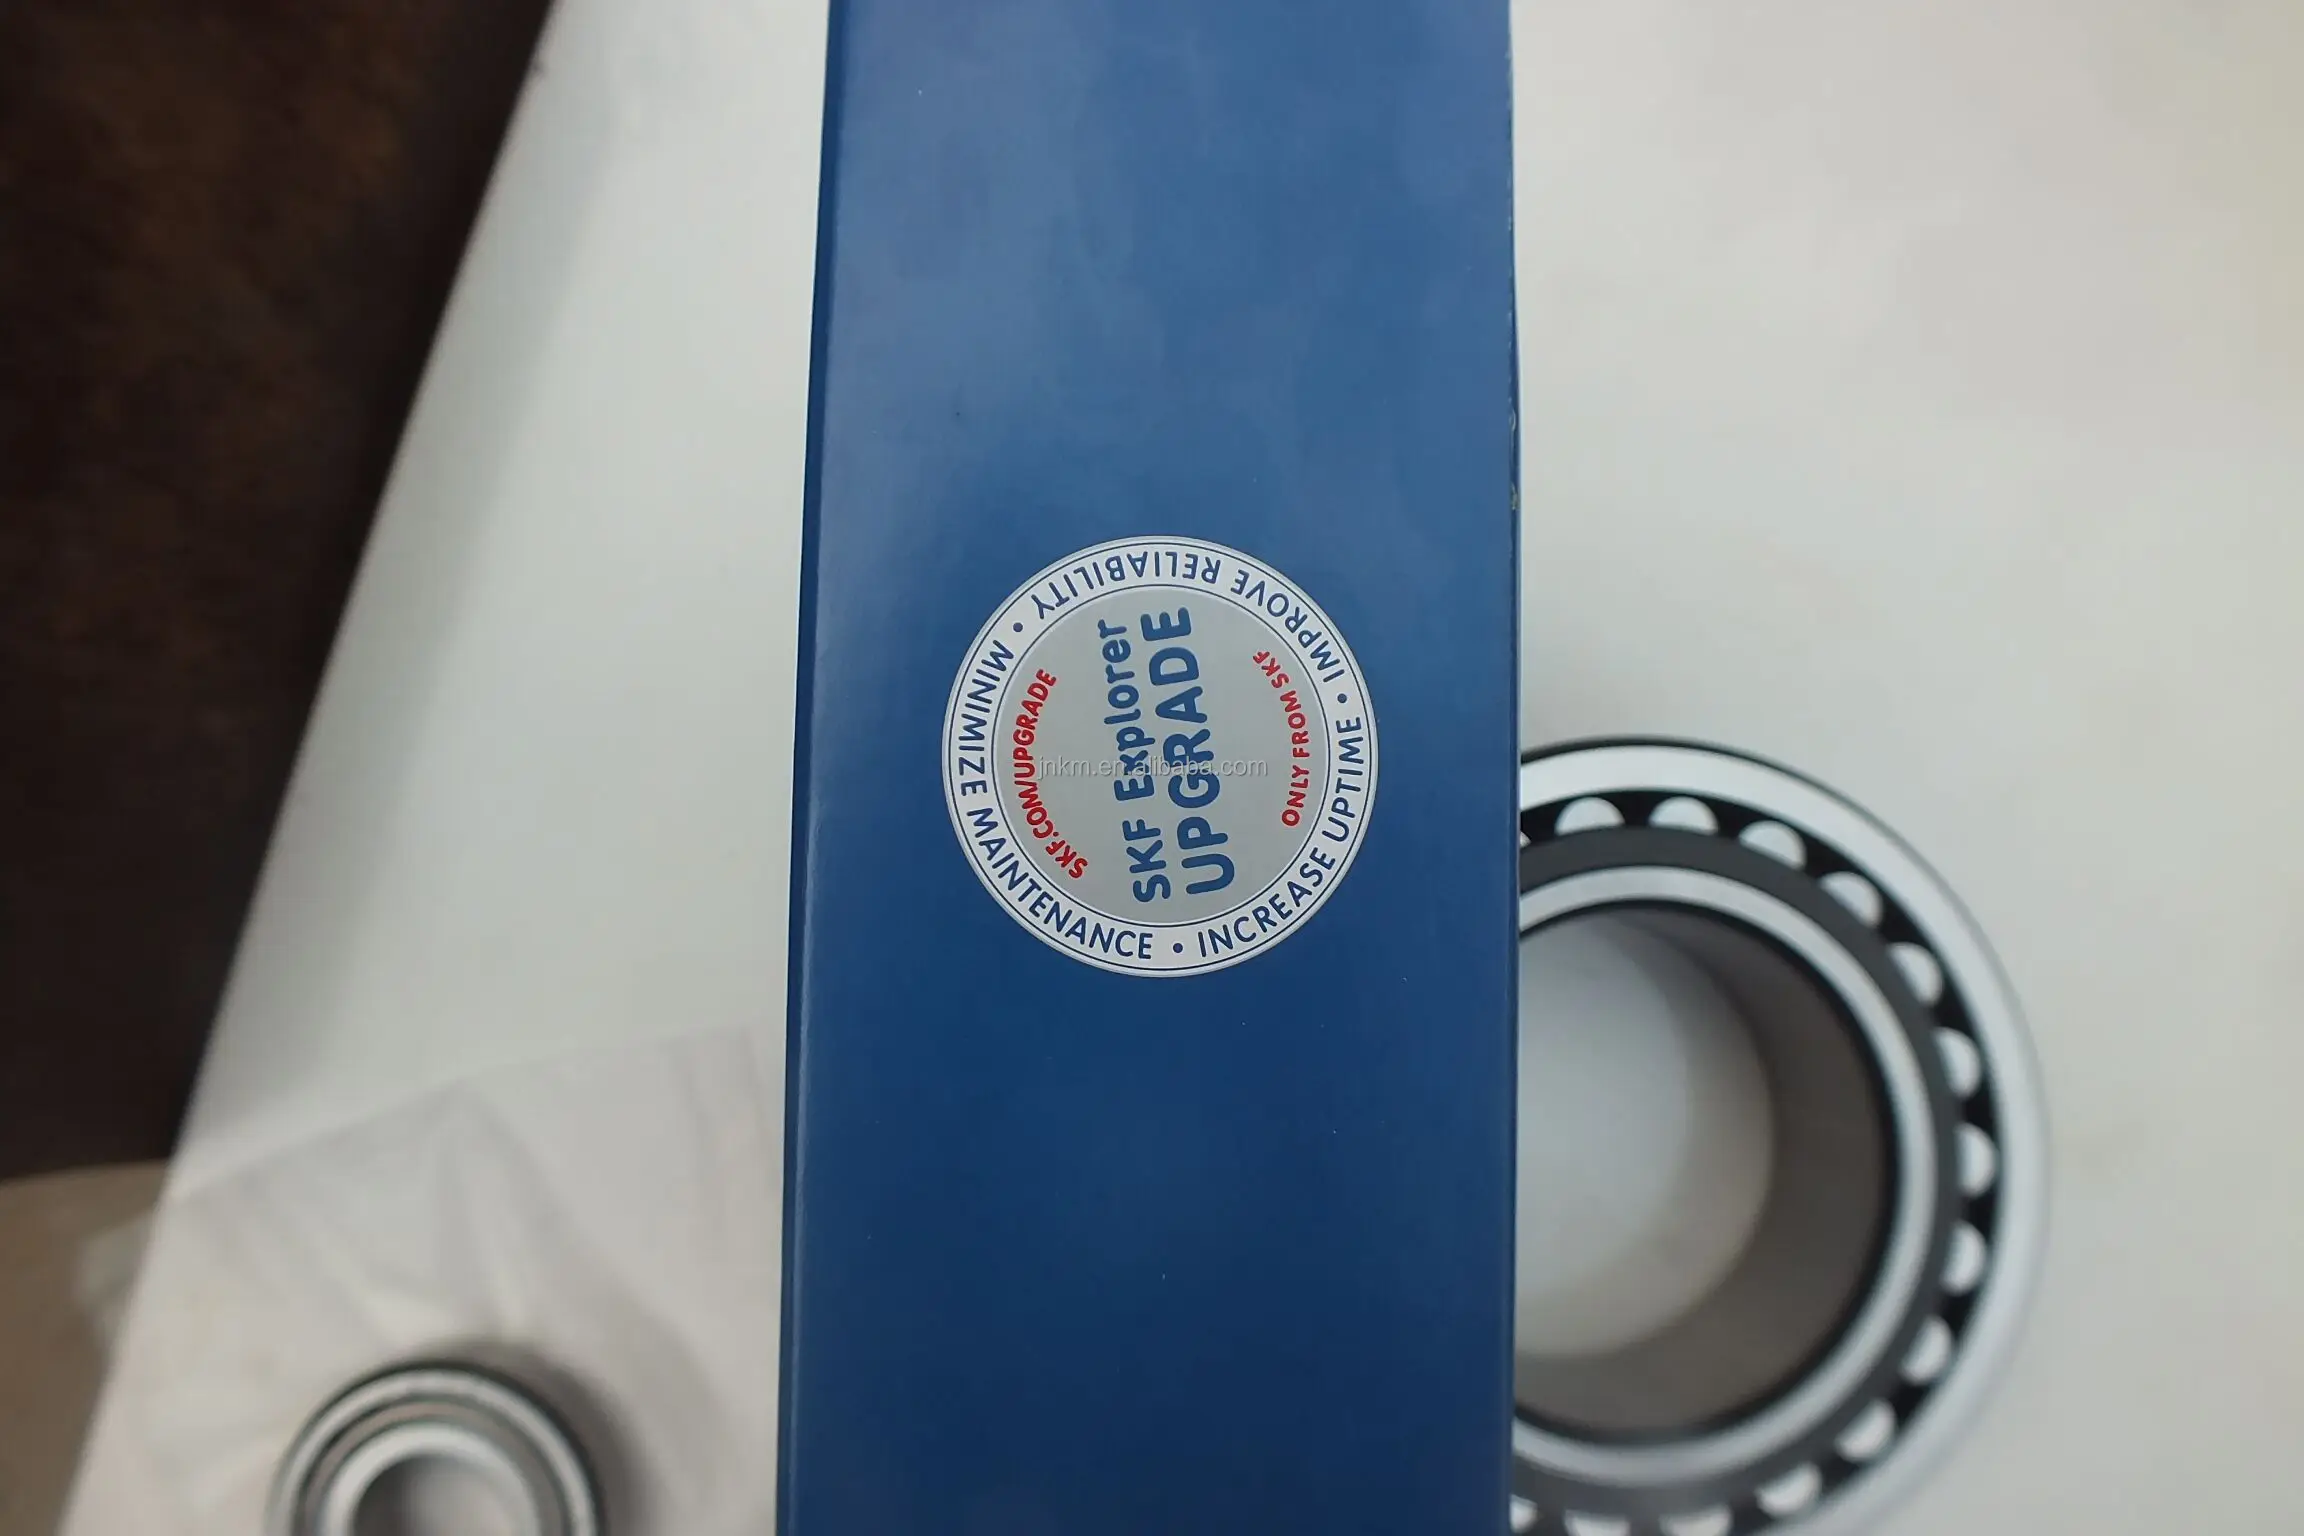 MINIMIZE MAINTENANCE • INCREASE UPTIME • IMPROVE RELIABILITY •
SKF.COM/UPGRADE
SKF Explorer
UPGRADE
ONLY FROM SKF
jnkm.en.alibaba.com